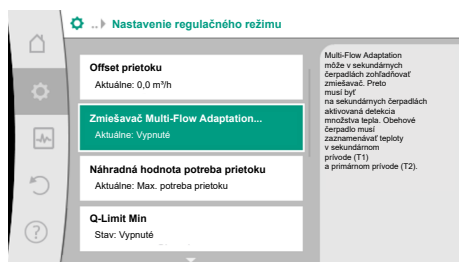 .. Nastavenie regulačného režimu
Offset prietoku
Aktuálne: 0,0 m³/h
Zmiešavač Multi-Flow Adaptation...
Aktuálne: Vypnuté
Náhradná hodnota potreba prietoku
Aktuálne: Max. potreba prietoku
Q-Limit Min
Stav: Vypnuté
Multi-Flow Adaptation
môže v sekundárnych
čerpadlách zohľadňovať
zmiešavač. Preto
musí byť
na sekundárnych čerpadlách
aktivovaná detekcia
množstva tepla. Obehové
čerpadlo musí
zaznamenávať teploty
v sekundárnom
prívode (T1)
a primárnom prívode (T2).